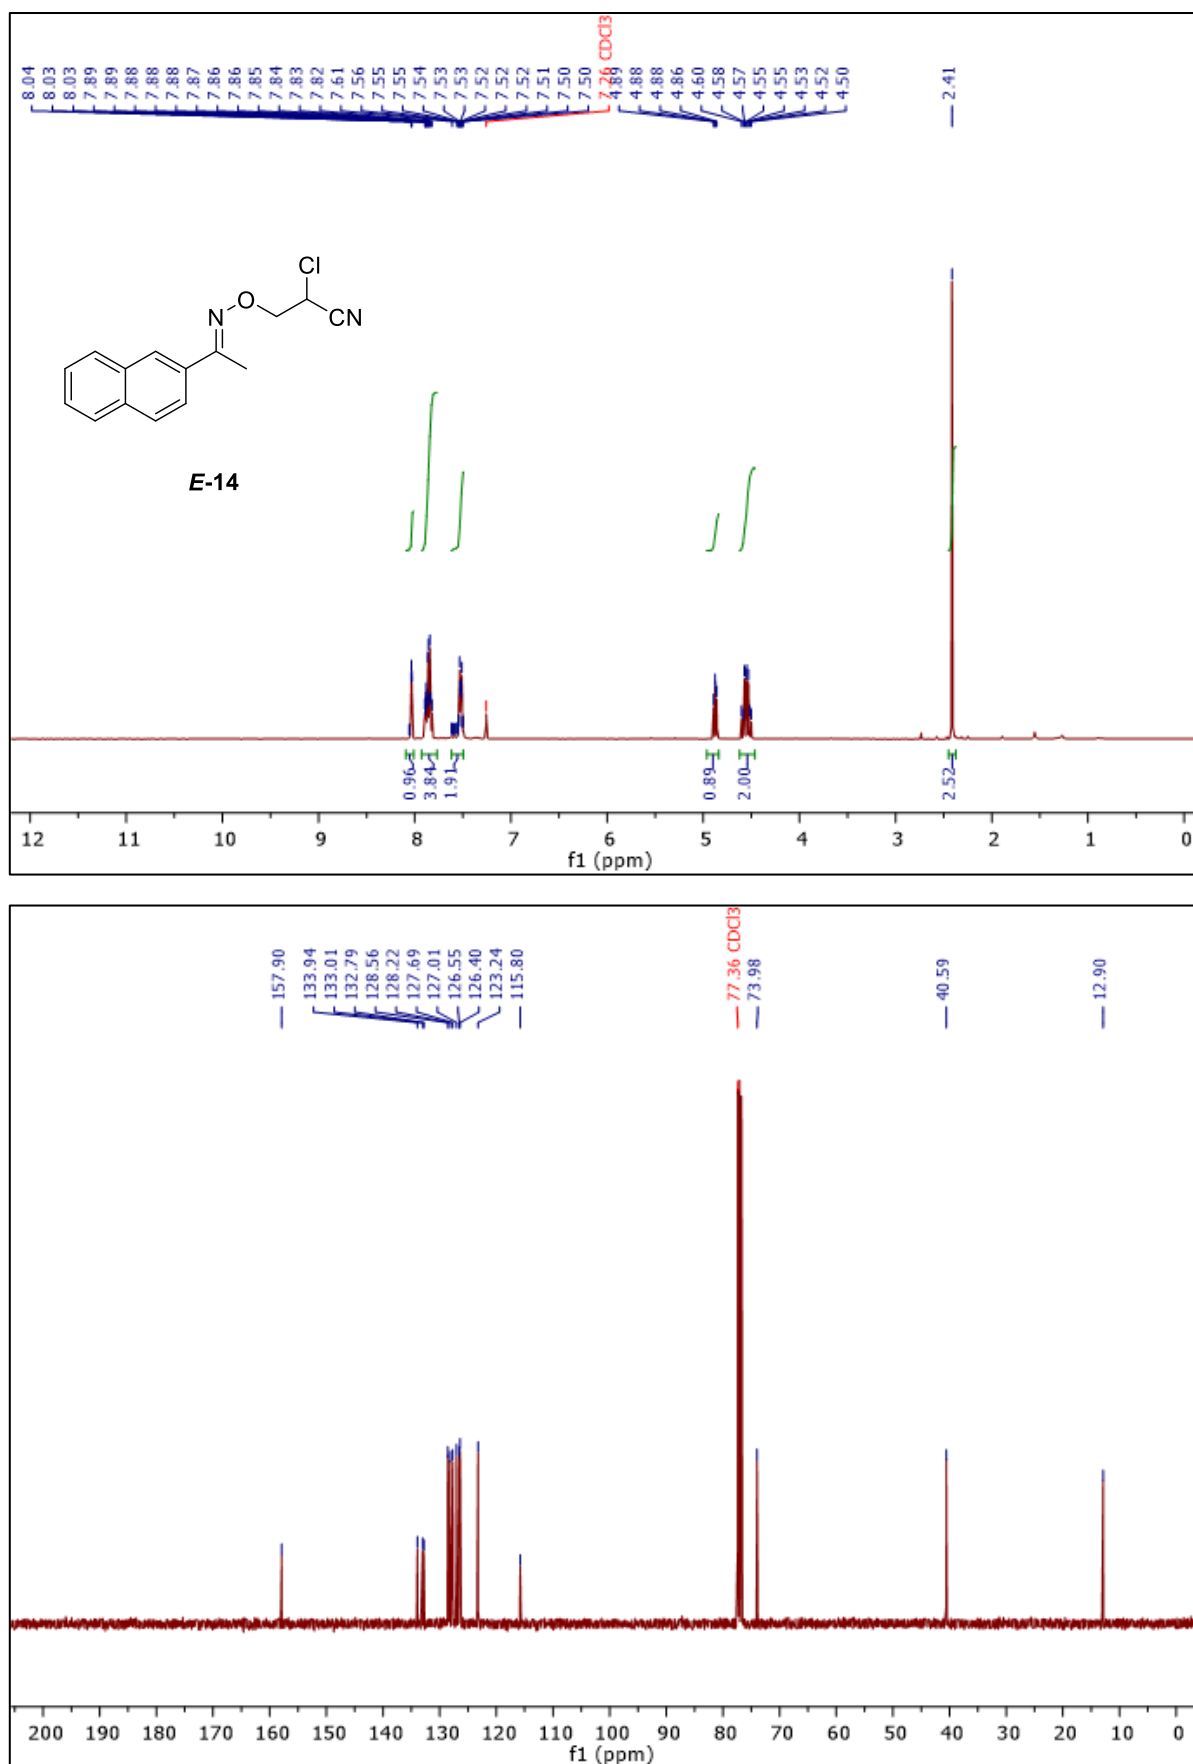 8.04 8.03 8.03 7.89 7.89 7.88 7.88 7.88 7.87 7.86 7.86 7.85 7.84 7.83 7.82 7.61 7.56 7.55 7.55 7.54 7.53 7.53 7.52 7.52 7.52 7.51 7.50 7.50 7.26 CDCl3 4.89 4.88 4.88 4.86 4.60 4.58 4.57 4.55 4.55 4.53 4.52 4.50 2.41
Cl
O
N
CN
E-14
0.96 3.84 1.91 0.89 2.00 2.52
12 11 10 9 8 7 6 5 4 3 2 1 0
f1 (ppm)
157.90 133.94 133.01 132.79 128.56 128.22 127.69 127.01 126.55 126.40 123.24 115.80 77.36 CDCl3 73.98 40.59 12.90
200 190 180 170 160 150 140 130 120 110 100 90 80 70 60 50 40 30 20 10 0
f1 (ppm)